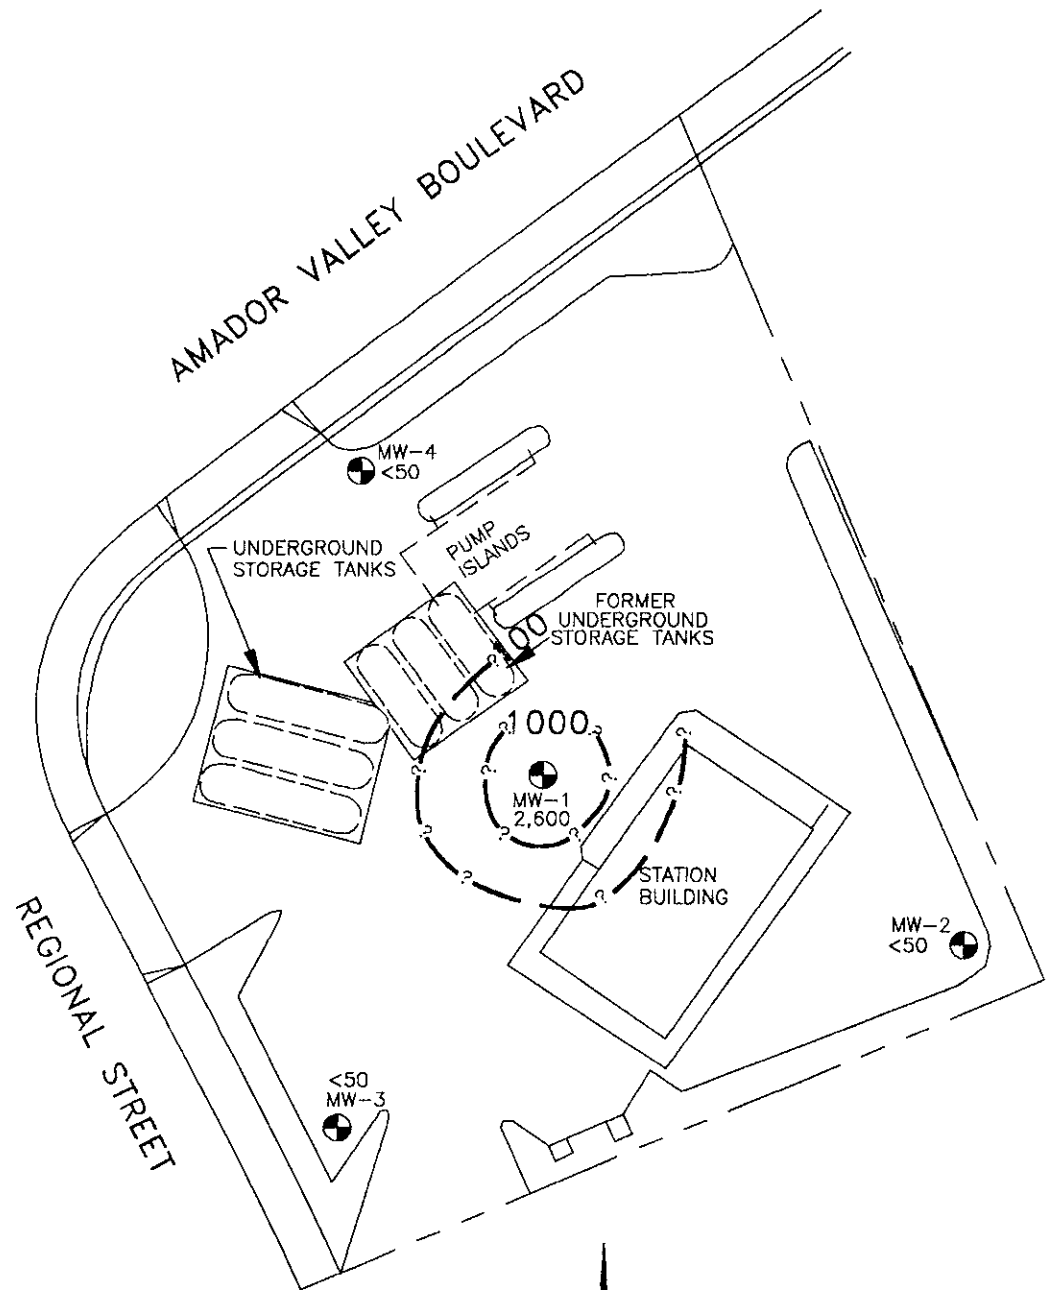 AMADOR VALLEY BOULEVARD
MW-4
<50
UNDERGROUND
STORAGE TANKS
PUMP
ISLANDS
FORMER
UNDERGROUND
STORAGE TANKS
00
?
?
1000
?
?
?
?
?
MW-1
2,600
?
?
?
?
?
?
STATION
BUILDING
?
MW-2
<50
REGIONAL STREET
<50
MW-3